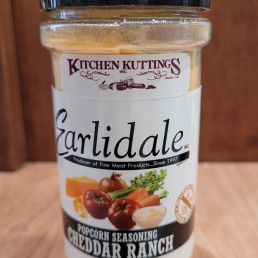 KITCHEN KUTTINGS
INC.
Earlidale INC.
Producer of Fine Meat Products—Since 1997!
POPCORN SEASONING
CHEDDAR RANCH